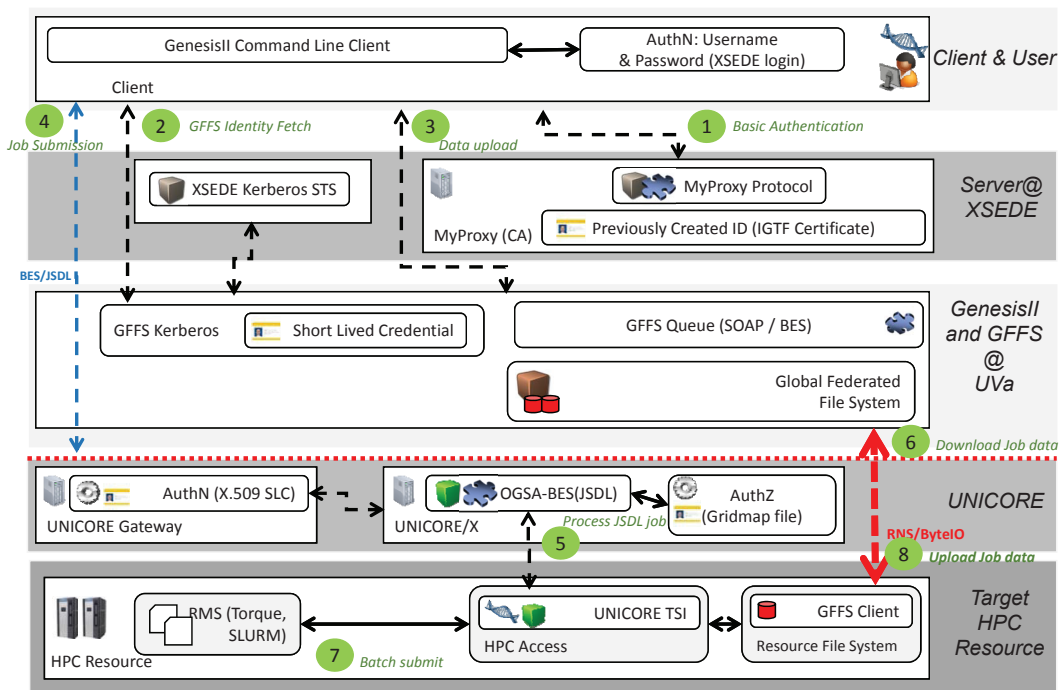 GenesisII Command Line Client
AuthN: Username
& Password (XSEDE login)
Client & User
Client
4
Job Submission
2
GFFS Identity Fetch
3
Data upload
1
Basic Authentication
XSEDE Kerberos STS
MyProxy Protocol
Previously Created ID (IGTF Certificate)
MyProxy (CA)
Server@
XSEDE
BES/JSDL
GFFS Kerberos
Short Lived Credential
GFFS Queue (SOAP / BES)
Global Federated
File System
GenesisII
and GFFS
@
UVa
6
Download Job data
AuthN (X.509 SLC)
UNICORE Gateway
OGSA-BES(JSDL)
UNICORE/X
Process JSDL job
AuthZ
(Gridmap file)
UNICORE
5
RNS/ByteIO
8
Upload Job data
RMS (Torque,
SLURM)
HPC Resource
7
Batch submit
UNICORE TSI
HPC Access
GFFS Client
Resource File System
Target
HPC
Resource